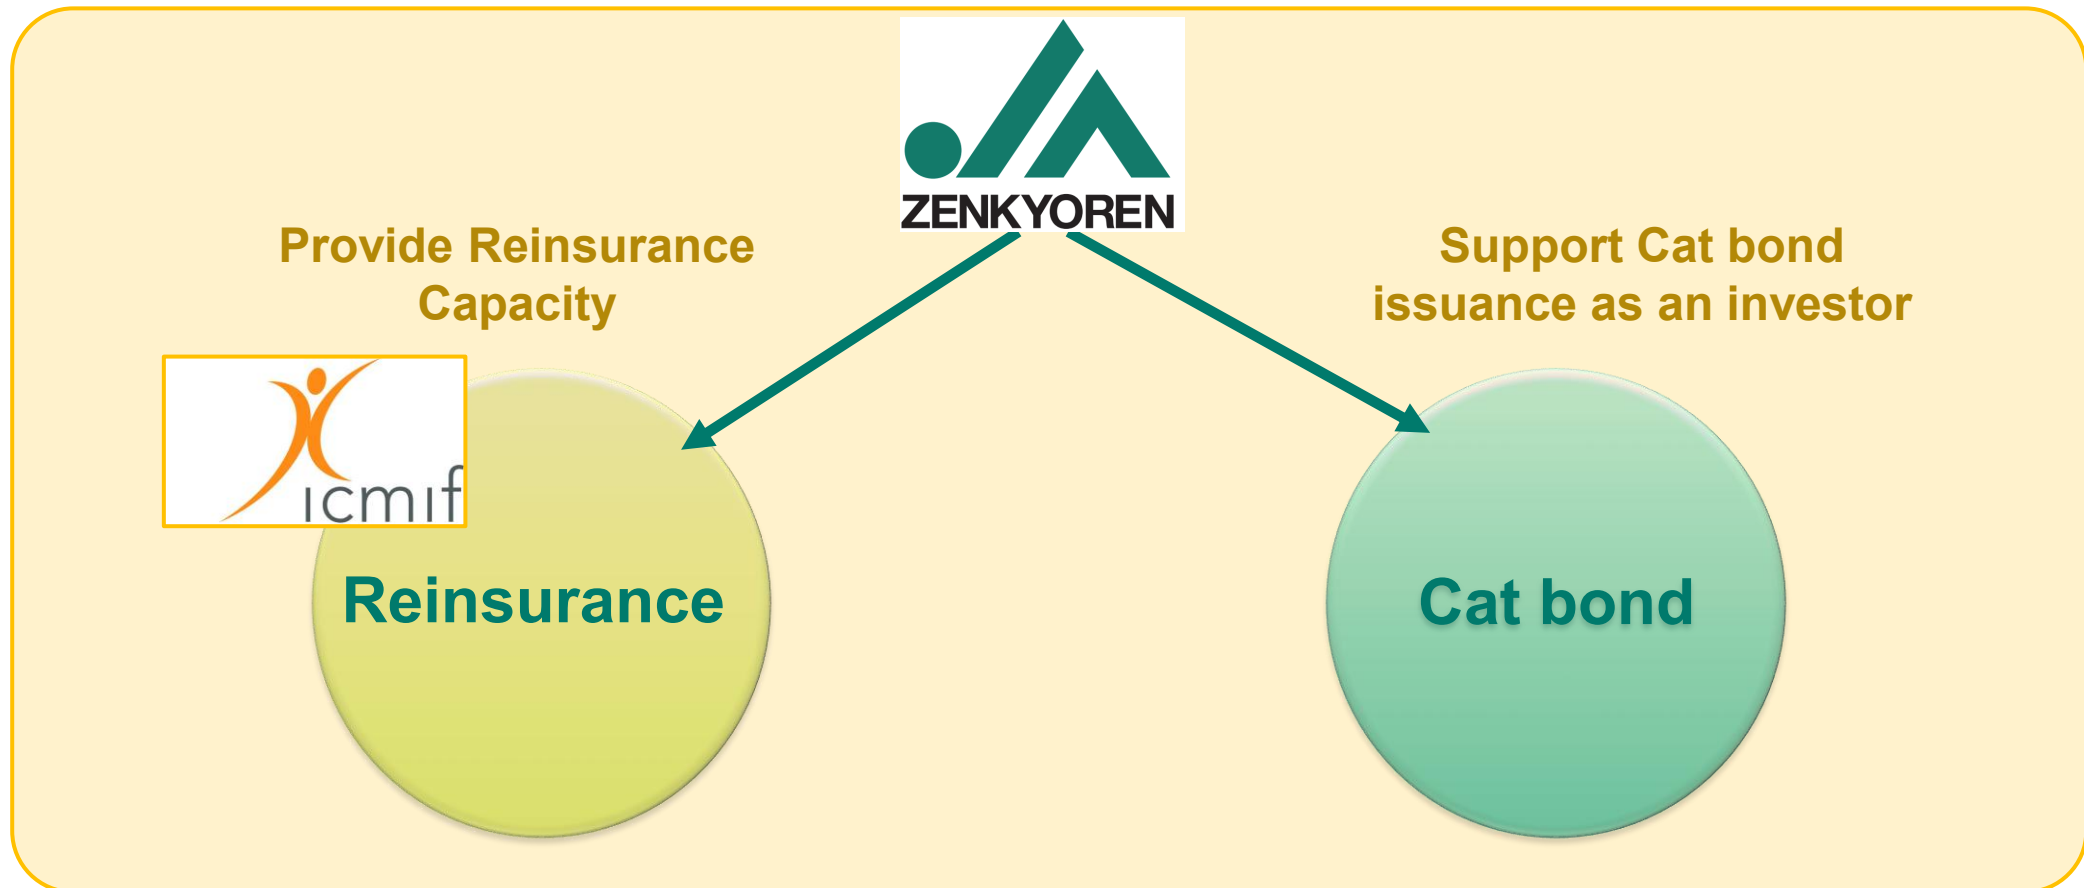 ZENKYOREN
Provide Reinsurance
Capacity
Support Cat bond
issuance as an investor
icmif
Reinsurance
Cat bond